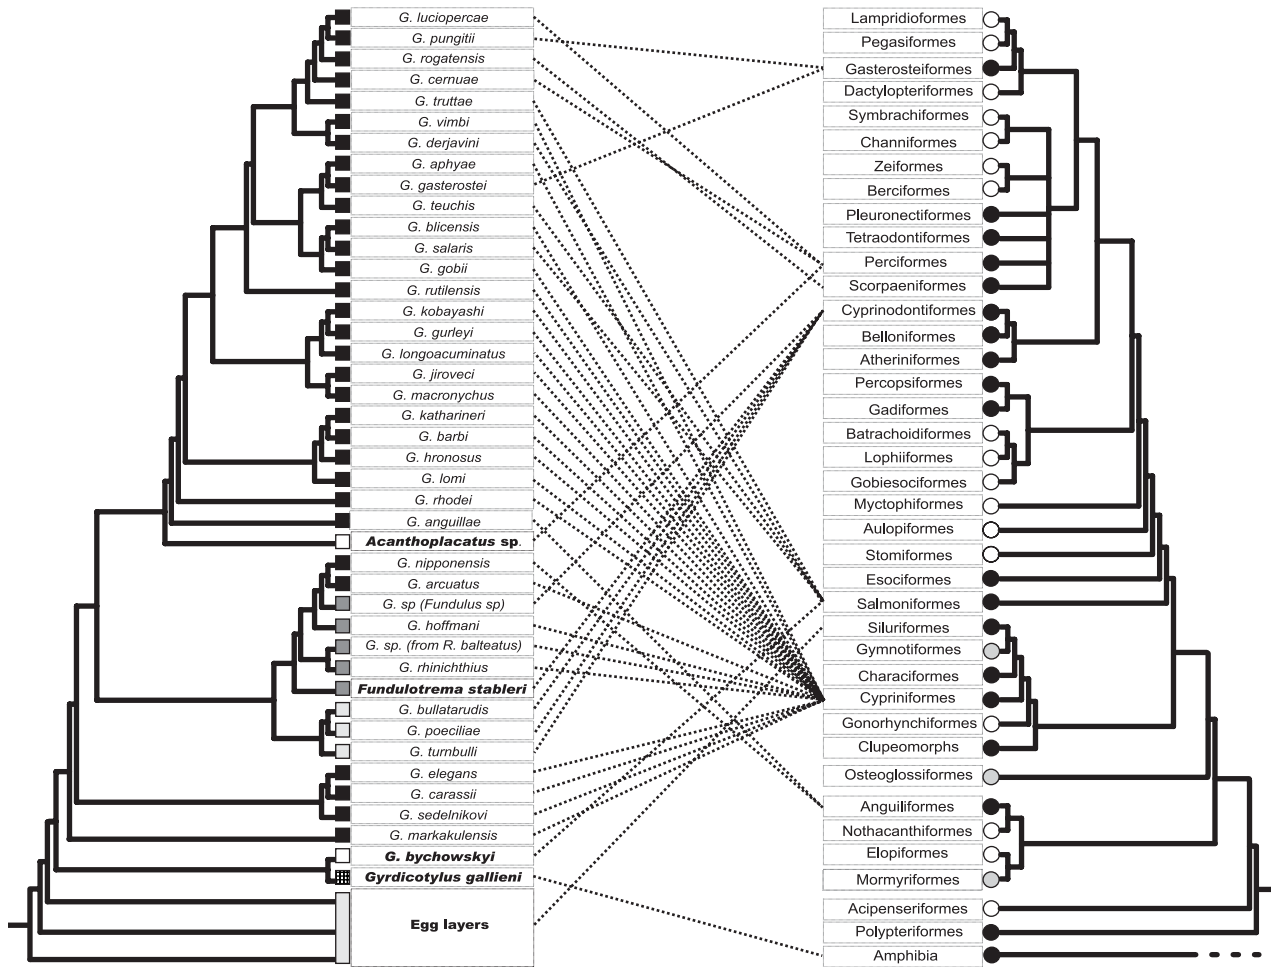 G. luciopercae
G. pungitii
G. rogatensis
G. cernuae
G. truttae
G. vimbi
G. derjavini
G. aphyae
G. gasterostei
G. teuchis
G. blicensis
G. salaris
G. gobii
G. rutilensis
G. kobayashi
G. gurleyi
G. longoacuminatus
G. jiroveci
G. macronychus
G. katharineri
G. barbi
G. hronosus
G. lomi
G. rhodei
G. anguillae
Acanthoplacatus sp.
G. nipponensis
G. arcuatus
G. sp (Fundulus sp)
G. hoffmani
G. sp. (from R. balteatus)
G. rhinichthius
Fundulotrema stableri
G. bullatarudis
G. poeciliae
G. turnbulli
G. elegans
G. carassii
G. sedelnikovi
G. markakulensis
G. bychowskyi
Gyrdicotylus gallieni
Egg layers
Lampridioformes
Pegasiformes
Gasterosteiformes
Dactylopteriformes
Symbrachiformes
Channiformes
Zeiformes
Berciformes
Pleuronectiformes
Tetraodontiformes
Perciformes
Scorpaeniformes
Cyprinodontiformes
Belloniformes
Atheriniformes
Percopsiformes
Gadiformes
Batrachoidiformes
Lophiiformes
Gobiesociformes
Myctophiformes
Aulopiformes
Stomiformes
Esociformes
Salmoniformes
Siluriformes
Gymnotiformes
Characiformes
Cypriniformes
Gonorhynchiformes
Clupeomorphs
Osteoglossiformes
Anguiliformes
Nothacanthiformes
Elopiformes
Mormyriformes
Acipenseriformes
Polypteriformes
Amphibia